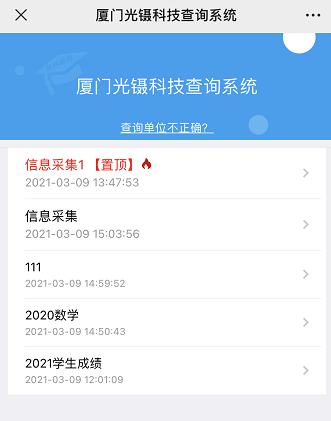 厦门光镊科技查询系统
厦门光镊科技查询系统
查询单位不正确？
信息采集1【置顶】
2021-03-09 13:47:53
信息采集
2021-03-09 15:03:56
111
2021-03-09 14:59:52
2020数学
2021-03-09 14:50:43
2021学生成绩
2021-03-09 12:01:09